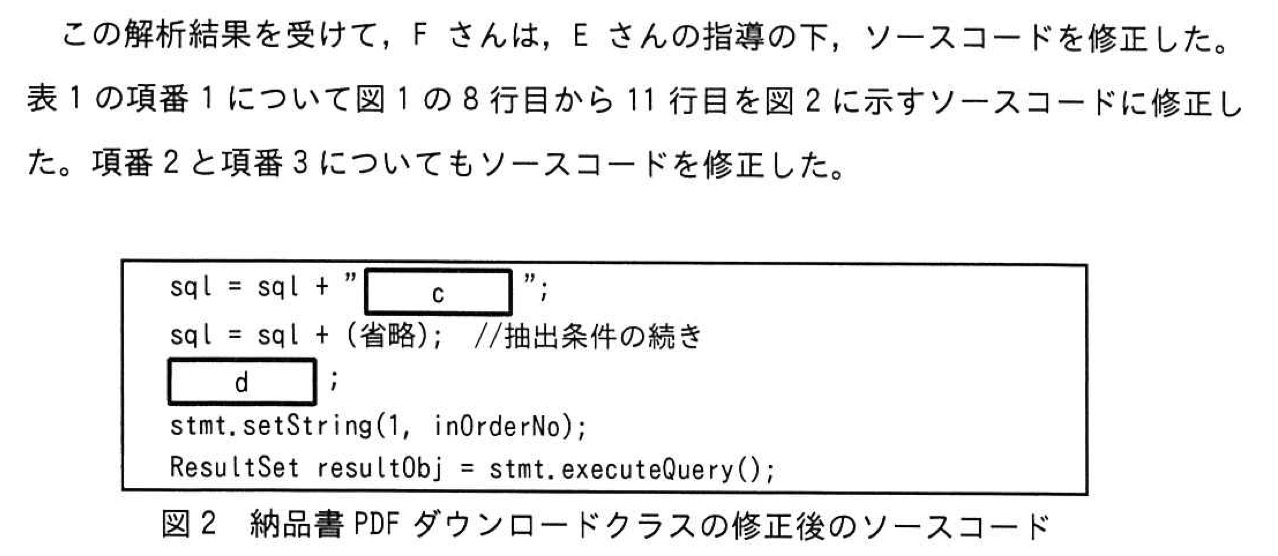 この解析結果を受けて，F さんは，E さんの指導の下，ソースコードを修正した。
表 1 の項番 1 について図 1 の 8 行目から 11 行目を図 2 に示すソースコードに修正し
た。項番 2 と項番 3 についてもソースコードを修正した。
sql = sql + ” c ”;
sql = sql + (省略); //抽出条件の続き
d ;
stmt.setString(1, inOrderNo);
ResultSet resultObj = stmt.executeQuery();
図 2 納品書 PDF ダウンロードクラスの修正後のソースコード